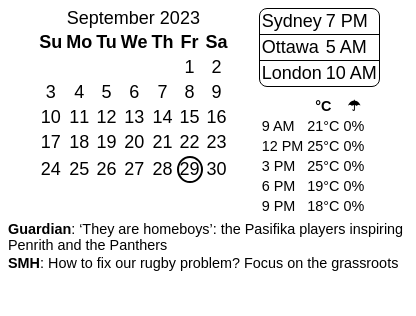 September 2023
Su Mo Tu We Th Fr Sa
1 2
3 4 5 6 7 8 9
10 11 12 13 14 15 16
17 18 19 20 21 22 23
24 25 26 27 28 29 30
Sydney 7 PM
Ottawa 5 AM
London 10 AM
°C ☂
9 AM 21°C 0%
12 PM 25°C 0%
3 PM 25°C 0%
6 PM 19°C 0%
9 PM 18°C 0%
Guardian: ‘They are homeboys’: the Pasifika players inspiring
Penrith and the Panthers
SMH: How to fix our rugby problem? Focus on the grassroots